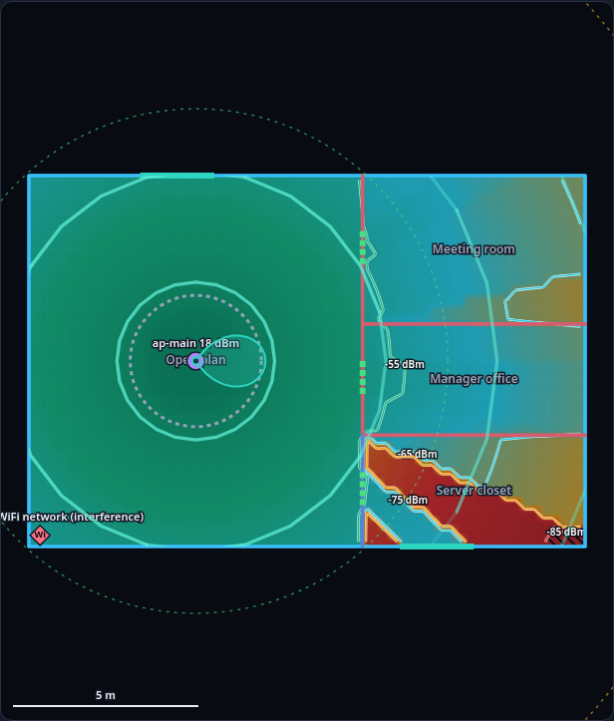 Meeting room
ap-main 18 dBm
Open plan
-55 dBm
Manager office
-65 dBm
Server closet
-75 dBm
WiFi network (interference)
Wi
-85 dBm
5 m